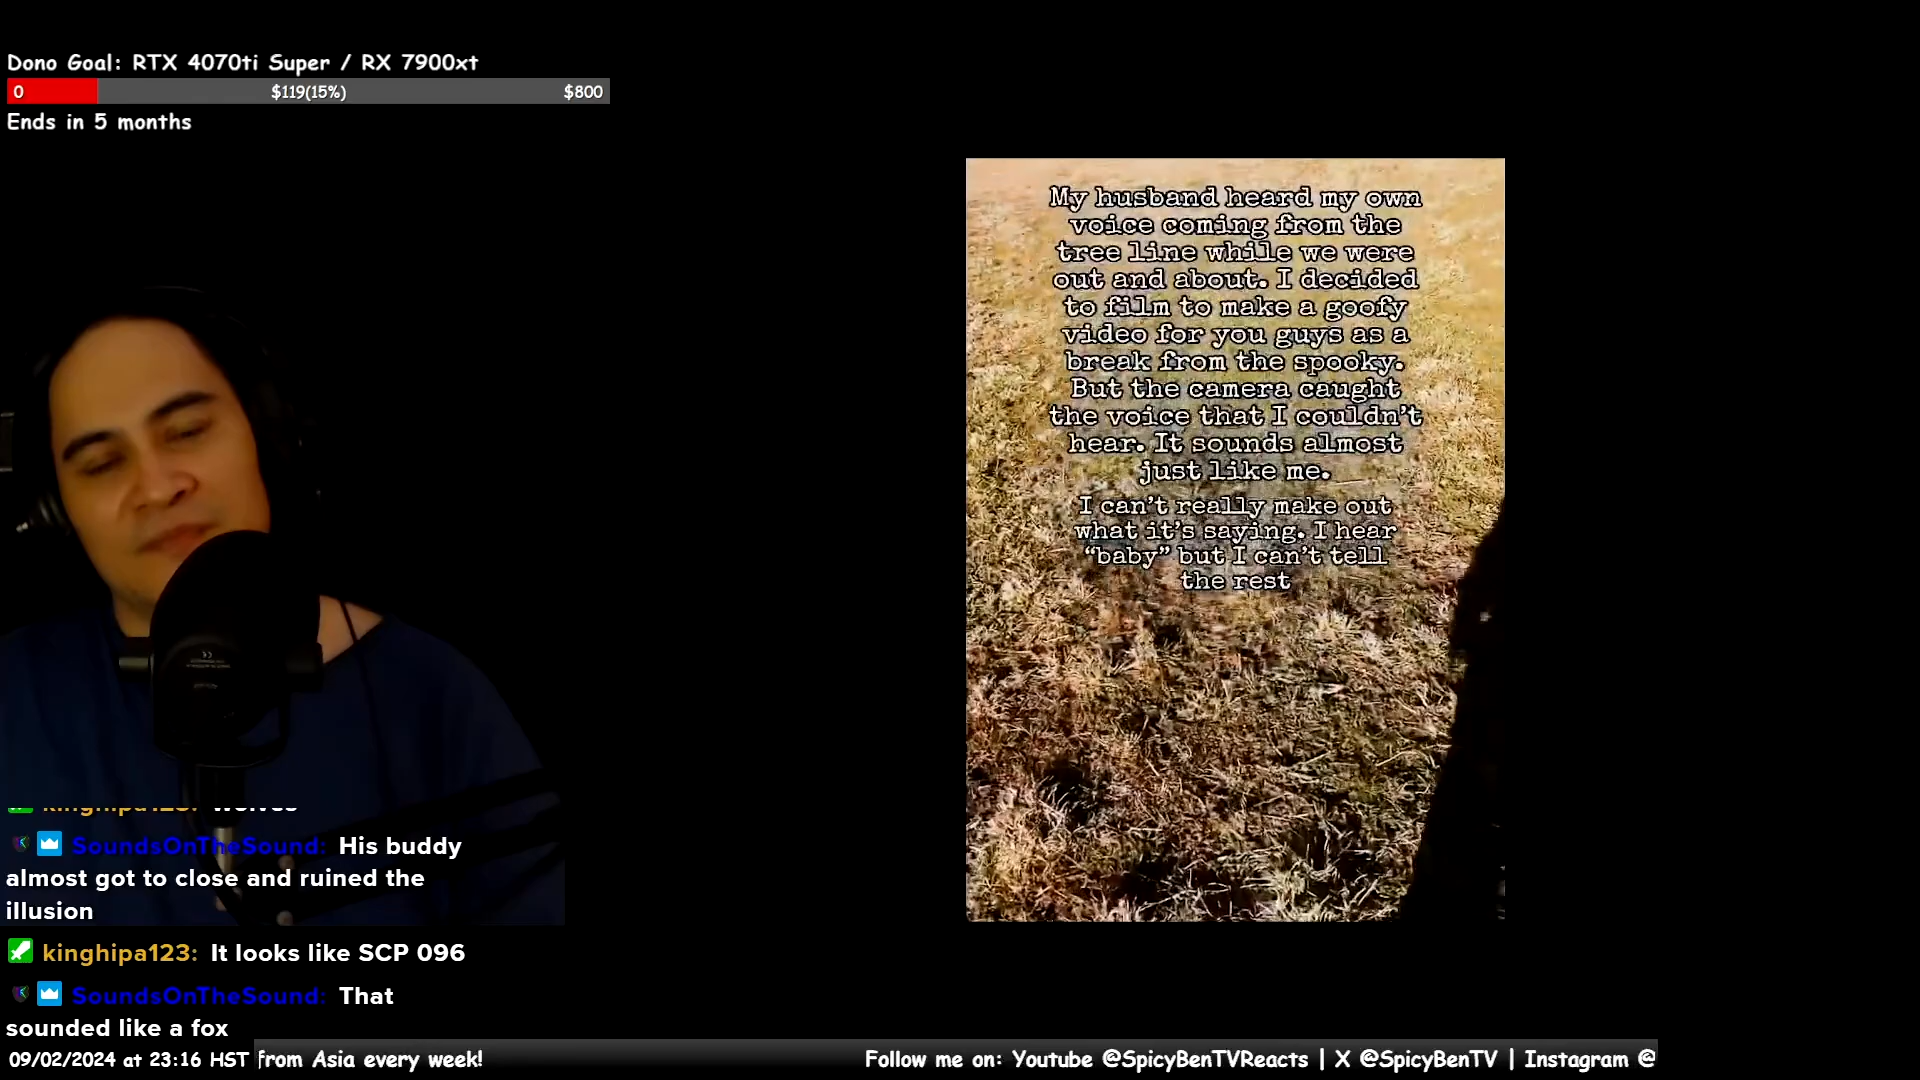 Dono Goal: RTX 4070ti Super / RX 7900xt
0 $119(15%) $800
Ends in 5 months
My husband heard my own
voice coming from the
tree line while we were
out and about. I decided
to film to make a goofy
video for you guys as a
break from the spooky.
But the camera caught
the voice that I couldn't
hear. It sounds almost
just like me.
I can't really make out
what it's saying. I hear
“baby” but I can't tell
the rest
kinghipa123: wolves
SoundsOnTheSound: His buddy
almost got to close and ruined the
illusion
kinghipa123: It looks like SCP 096
SoundsOnTheSound: That
sounded like a fox
09/02/2024 at 23:16 HST from Asia every week! Follow me on: Youtube @SpicyBenTVReacts | X @SpicyBenTV | Instagram @